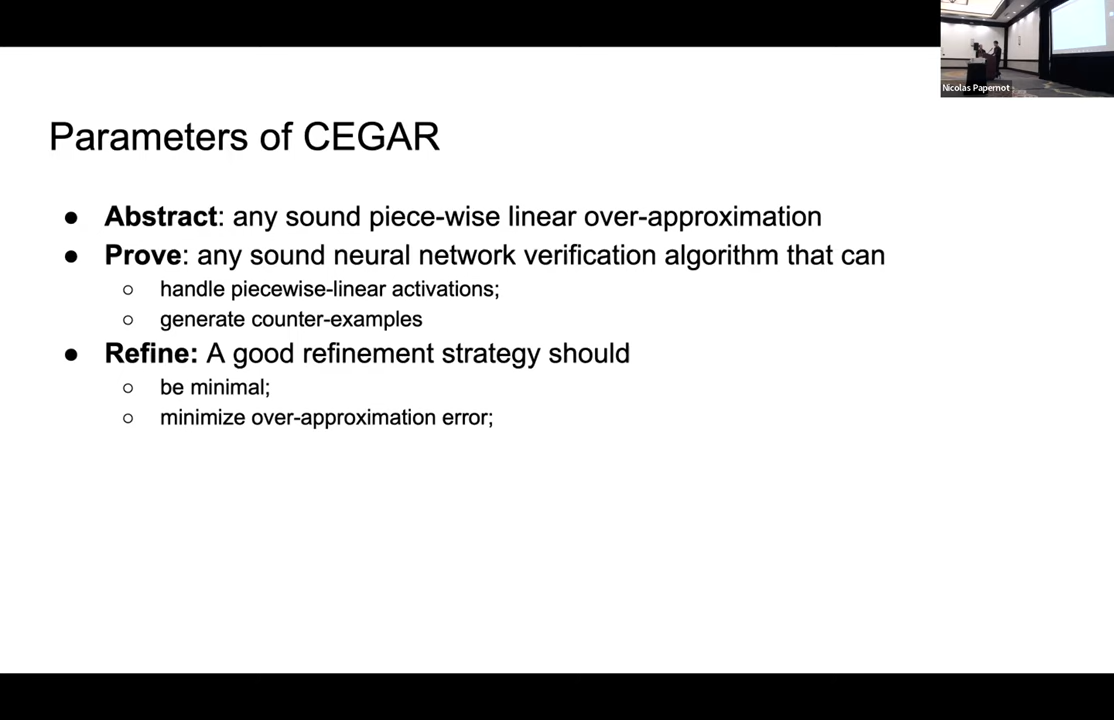 Nicolas Papernot
Parameters of CEGAR
● Abstract: any sound piece-wise linear over-approximation
● Prove: any sound neural network verification algorithm that can
○ handle piecewise-linear activations;
○ generate counter-examples
● Refine: A good refinement strategy should
○ be minimal;
○ minimize over-approximation error;